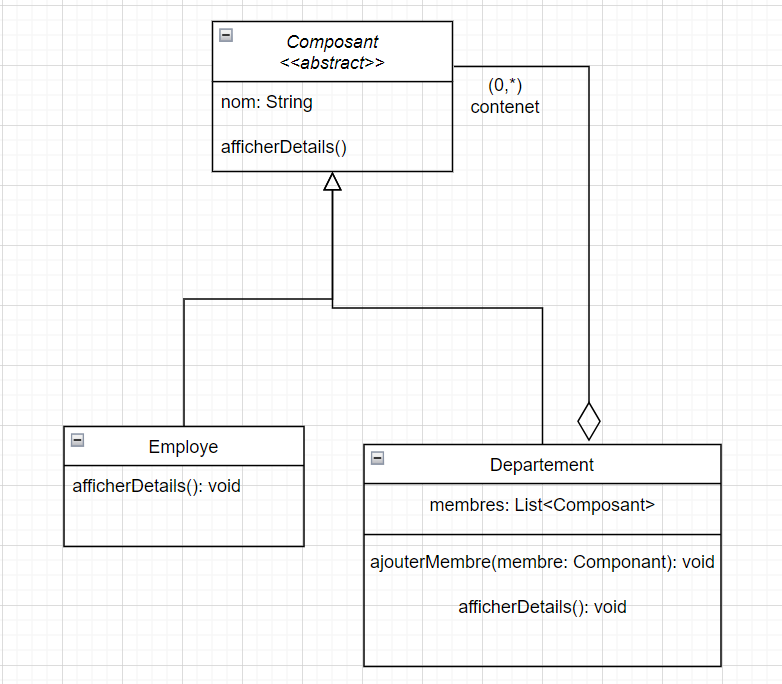 Composant
<<abstract>>
nom: String
afficherDetails()
(0,*)
contenet
Employe
afficherDetails(): void
Departement
membres: List<Composant>
ajouterMembre(membre: Componant): void
afficherDetails(): void